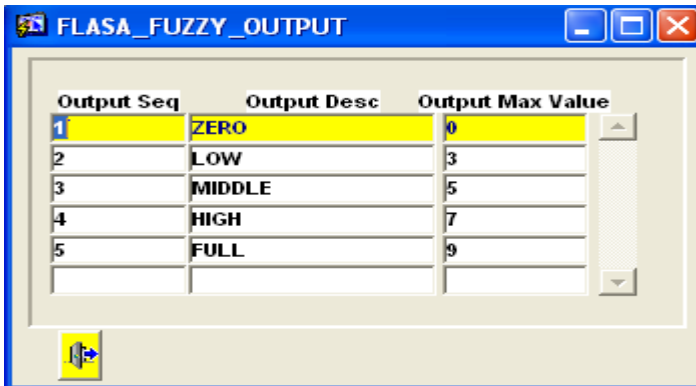 FLASA_FUZZY_OUTPUT
Output Seq Output Desc Output Max Value
1 ZERO 0
2 LOW 3
3 MIDDLE 5
4 HIGH 7
5 FULL 9